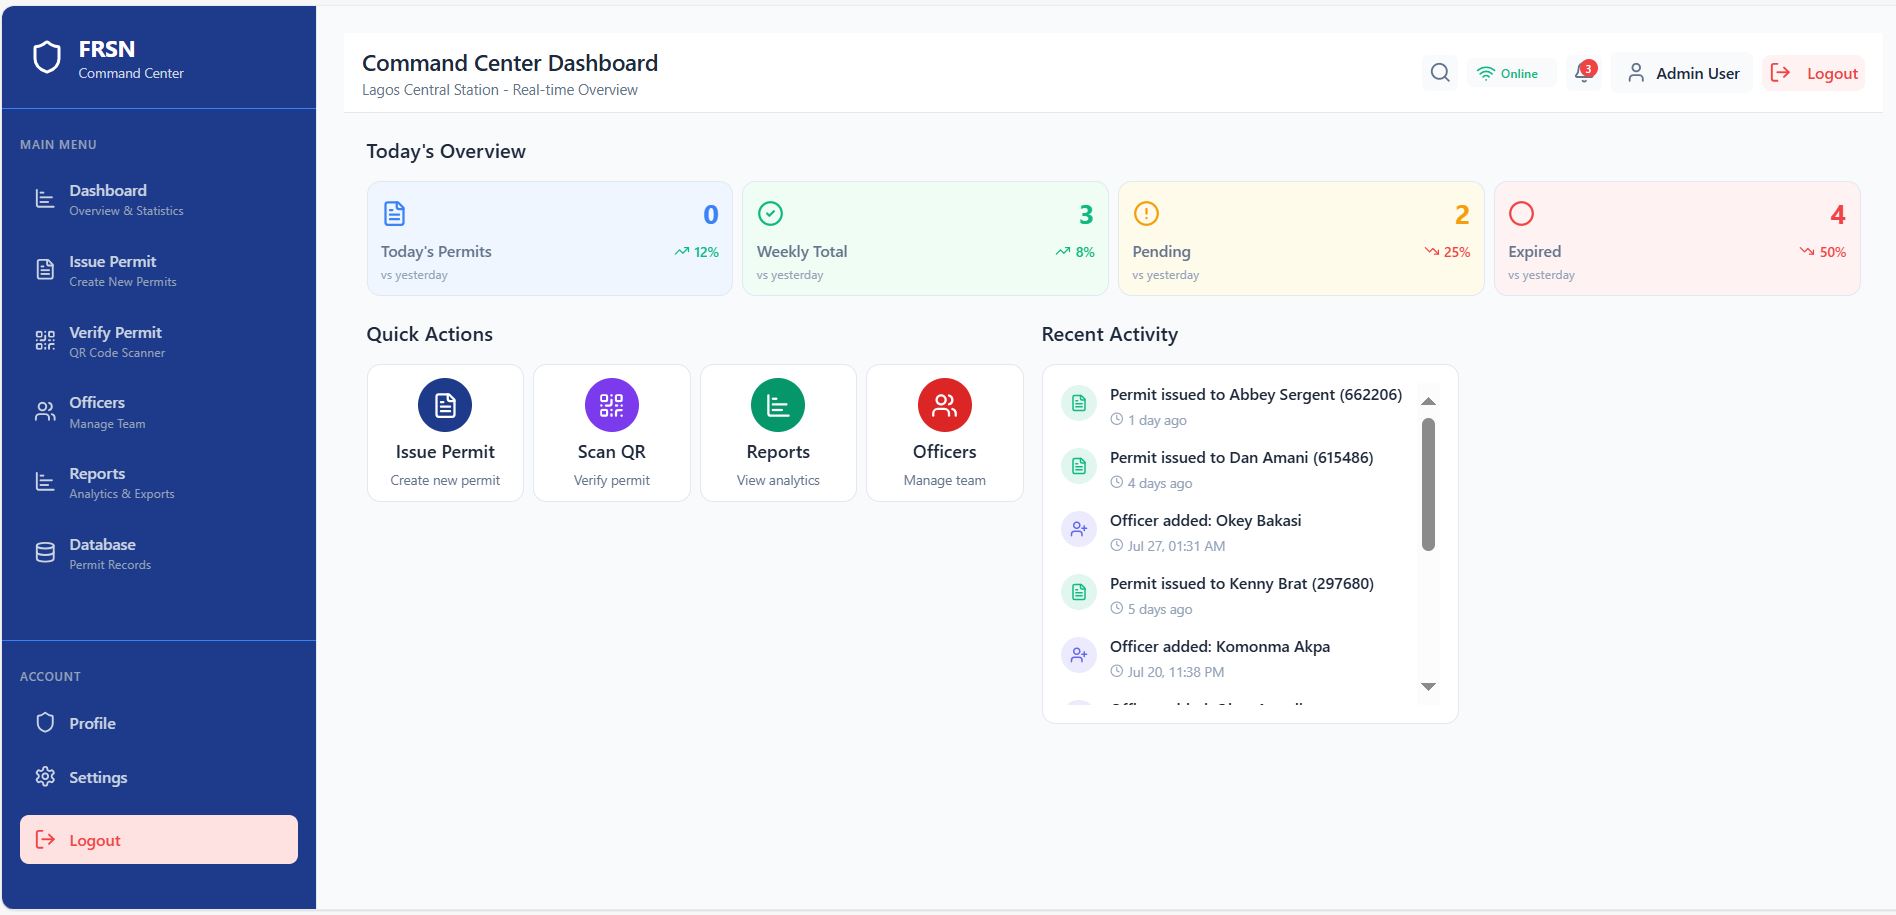 FRSN
Command Center
MAIN MENU
Dashboard
Overview & Statistics
Issue Permit
Create New Permits
Verify Permit
QR Code Scanner
Officers
Manage Team
Reports
Analytics & Exports
Database
Permit Records
ACCOUNT
Profile
Settings
Logout
Command Center Dashboard
Lagos Central Station - Real-time Overview
Online
3
Admin User
Logout
Today's Overview
0
Today's Permits
12%
vs yesterday
3
Weekly Total
8%
vs yesterday
2
Pending
25%
vs yesterday
4
Expired
50%
vs yesterday
Quick Actions
Issue Permit
Create new permit
Scan QR
Verify permit
Reports
View analytics
Officers
Manage team
Recent Activity
Permit issued to Abbey Sergent (662206)
1 day ago
Permit issued to Dan Amani (615486)
4 days ago
Officer added: Okey Bakasi
Jul 27, 01:31 AM
Permit issued to Kenny Brat (297680)
5 days ago
Officer added: Komonma Akpa
Jul 20, 11:38 PM